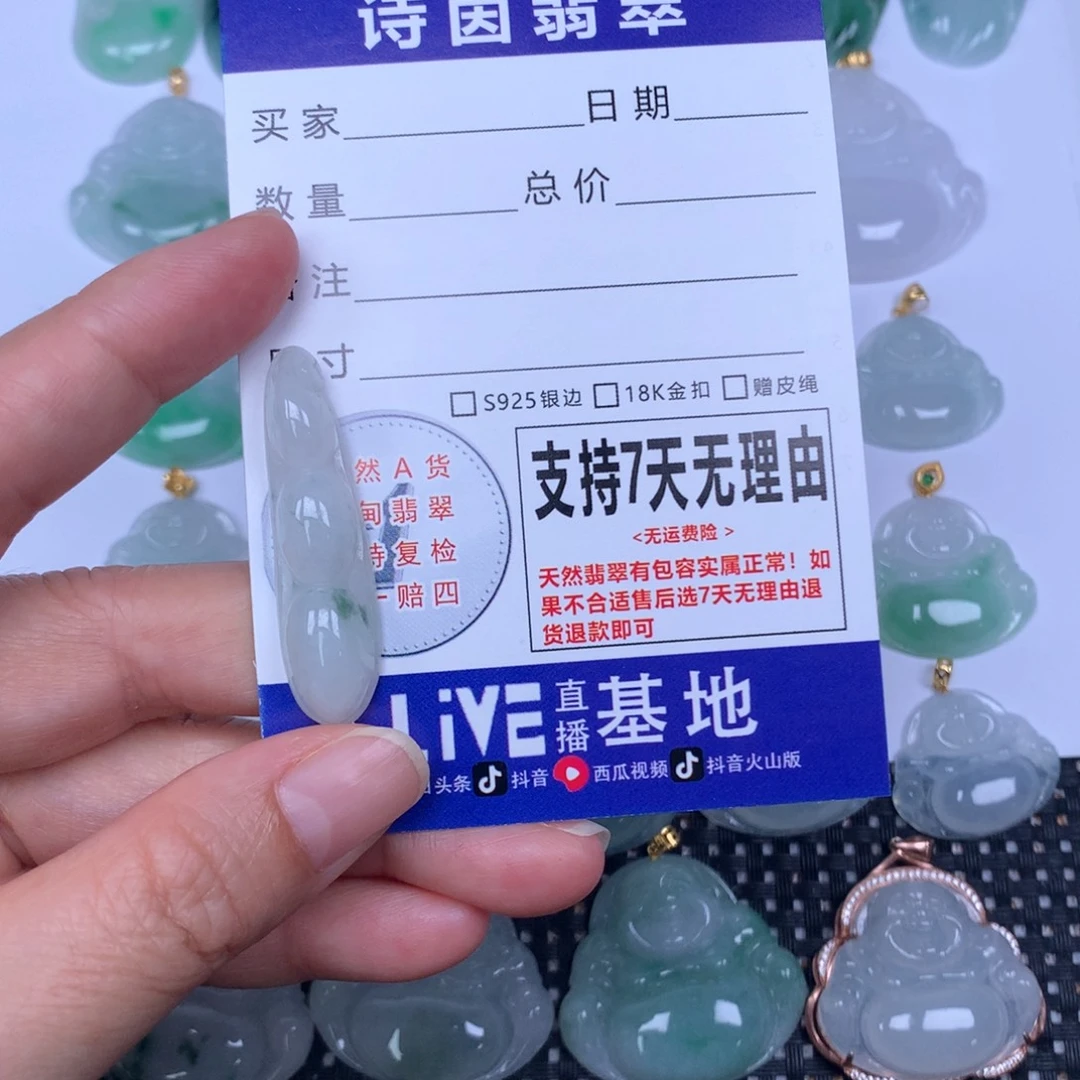 诗因翡翠
买家 日期
数量 总价
注
寸
S925银边 18K金扣 赠皮绳
然A货
甸翡翠
持复检
一赔四
支持7天无理由
<无运费险 >
天然翡翠有包容实属正常！如
果不合适售后选7天无理由退
货退款即可
LiVE 直播 基地
头条 抖音 西瓜视频 抖音火山版